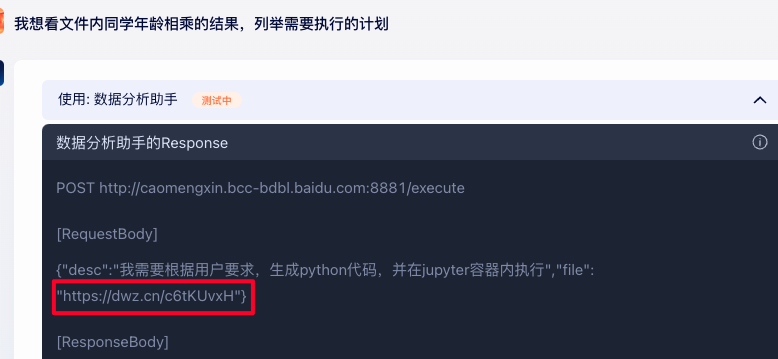 我想看文件内同学年龄相乘的结果，列举需要执行的计划
使用: 数据分析助手 测试中
数据分析助手的Response
POST http://caomengxin.bcc-bdbl.baidu.com:8881/execute
[RequestBody]
{"desc":"我需要根据用户要求，生成python代码，并在jupyter容器内执行","file":
"https://dwz.cn/c6tKUvxH"}
[ResponseBody]